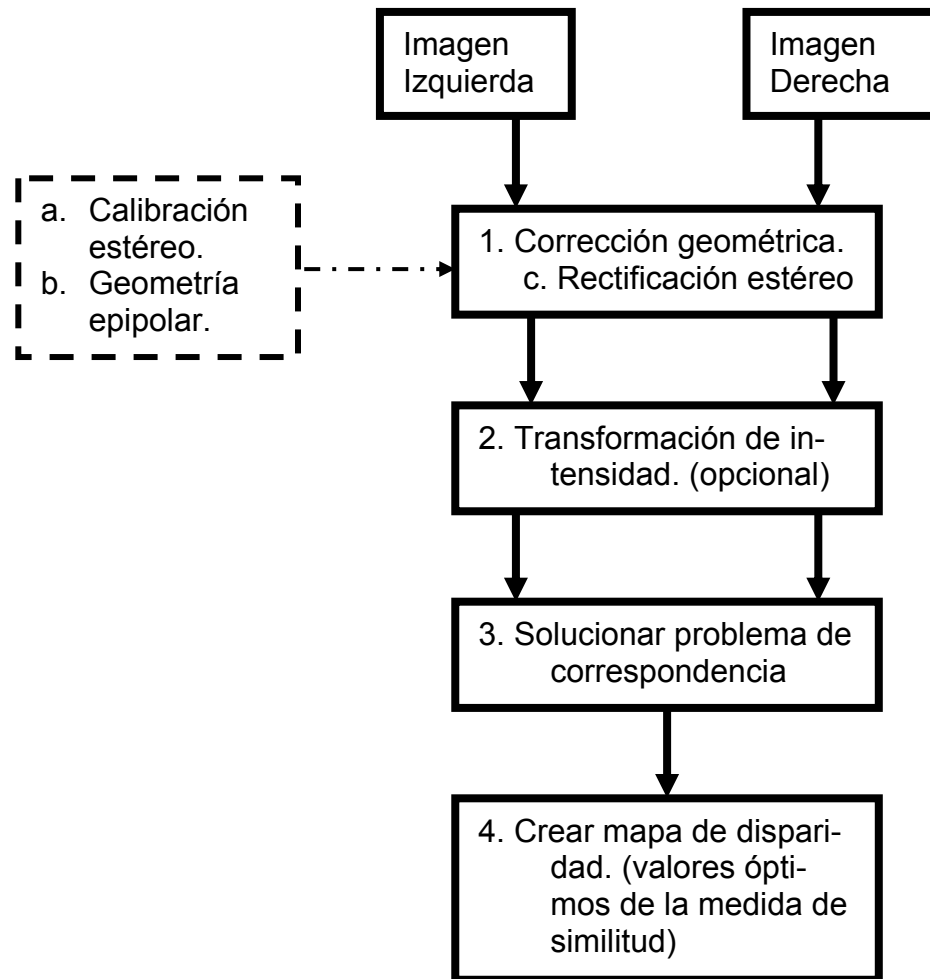 Imagen
Izquierda
Imagen
Derecha
a. Calibración
estéreo.
b. Geometría
epipolar.
1. Corrección geométrica.
c. Rectificación estéreo
2. Transformación de in-
tensidad. (opcional)
3. Solucionar problema de
correspondencia
4. Crear mapa de dispari-
dad. (valores ópti-
mos de la medida de
similitud)